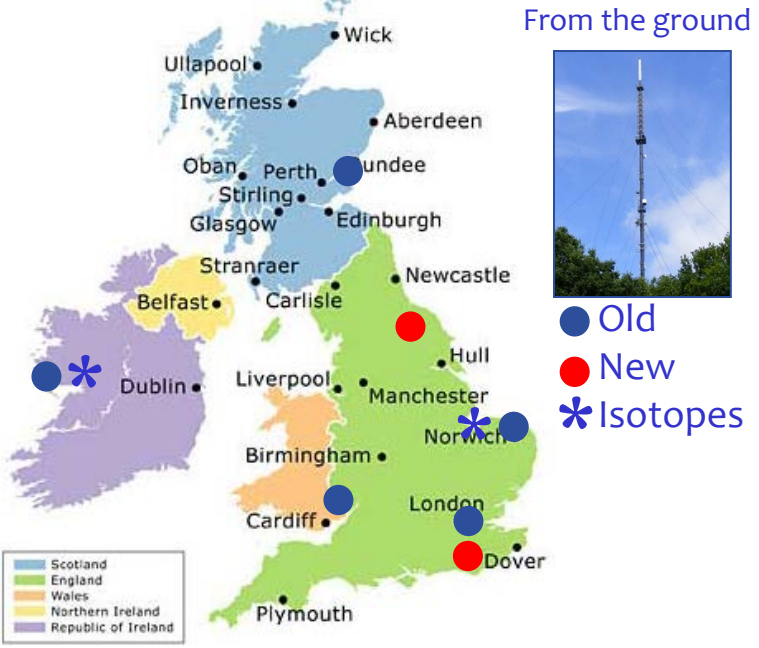 From the ground
Wick
Ullapool
Inverness
Aberdeen
Oban
Perth
undee
Stirling
Glasgow
Edinburgh
Stranraer
Newcastle
Carlisle
Belfast
Old
Hull
New
Dublin
Liverpool
Manchester
* Isotopes
*
*
Norwich
Birmingham
London
Cardiff
Dover
Scotland
England
Wales
Northern Ireland
Republic of Ireland
Plymouth